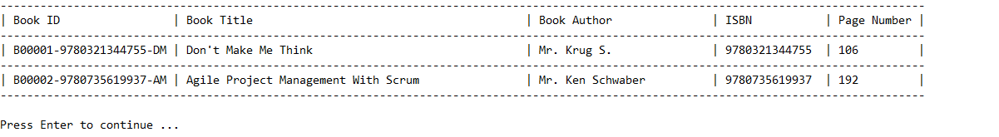 | Book ID | Book Title | Book Author | ISBN | Page Number |
| B00001-9780321344755-DM | Don't Make Me Think | Mr. Krug S. | 9780321344755 | 106 |
| B00002-9780735619937-AM | Agile Project Management With Scrum | Mr. Ken Schwaber | 9780735619937 | 192 |
Press Enter to continue ...